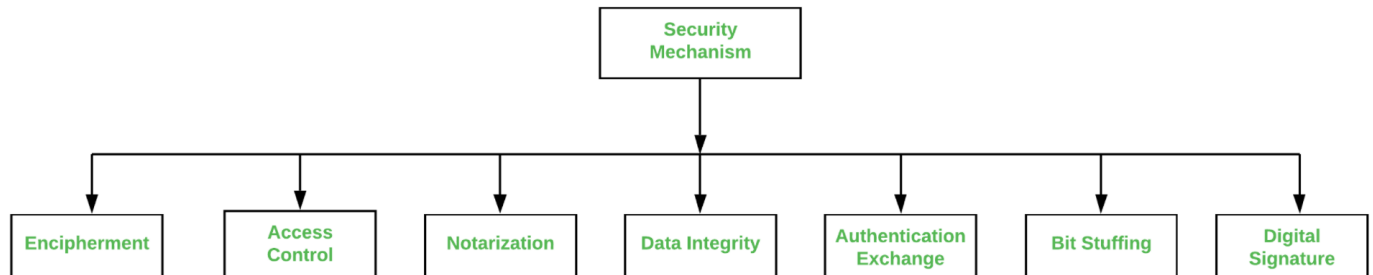 Security
Mechanism
Encipherment
Access
Control
Notarization
Data Integrity
Authentication
Exchange
Bit Stuffing
Digital
Signature